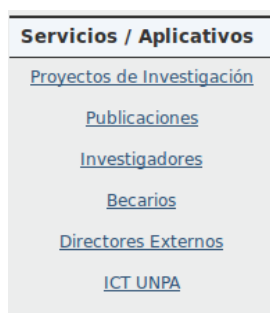 Servicios / Aplicativos
Proyectos de Investigación
Publicaciones
Investigadores
Becarios
Directores Externos
ICT UNPA